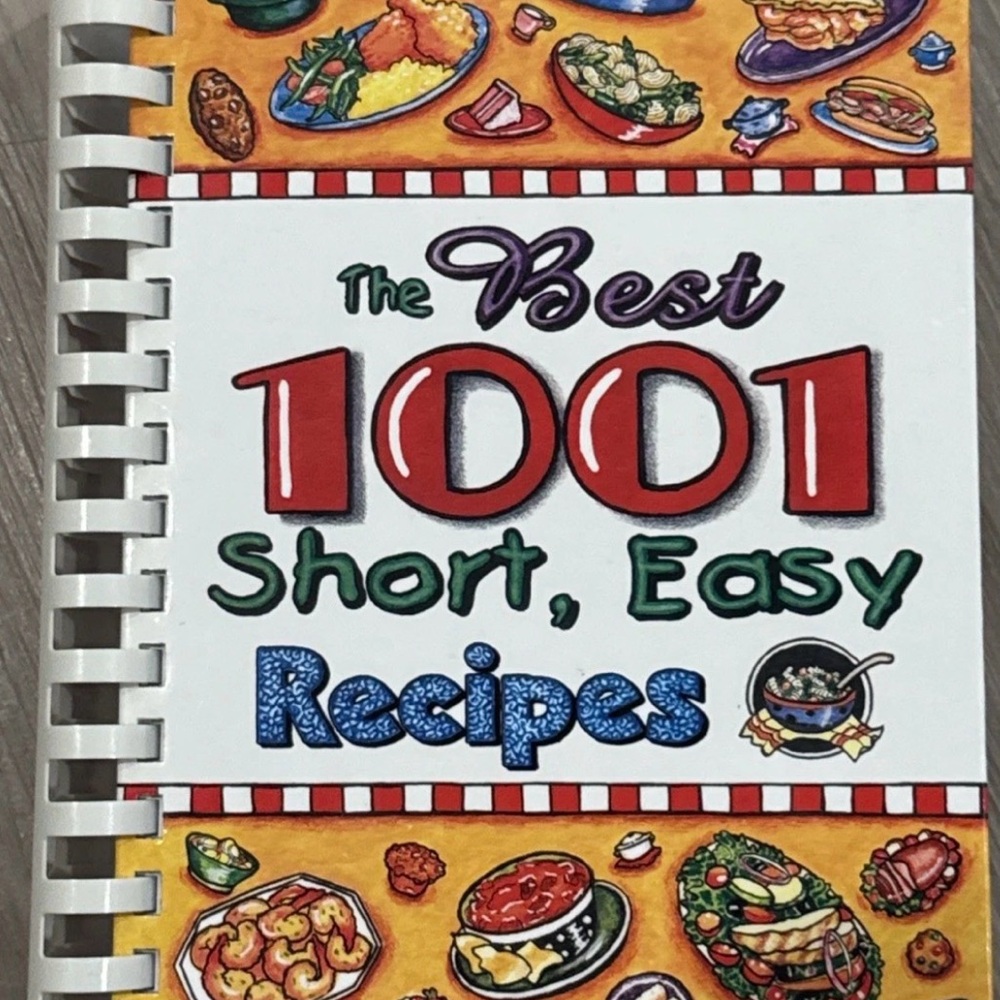 The Best
1001
Short, Easy
Recipes